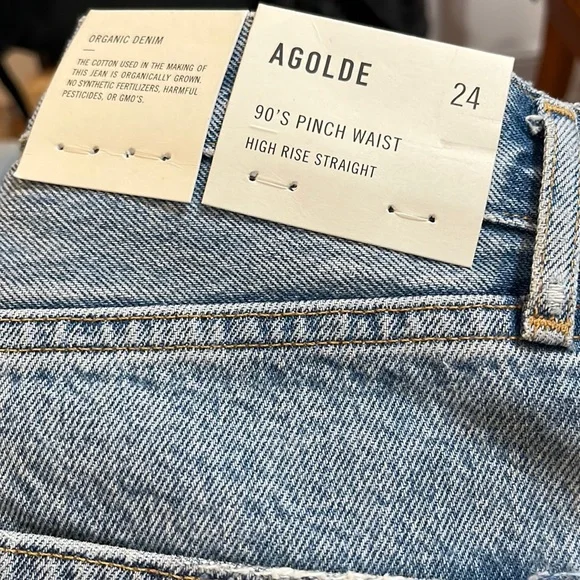 ORGANIC DENIM
THE COTTON USED IN THE MAKING OF
THIS JEAN IS ORGANICALLY GROWN.
NO SYNTHETIC FERTILIZERS, HARMFUL
PESTICIDES, OR GMO'S.
AGOLDE
24
90'S PINCH WAIST
HIGH RISE STRAIGHT